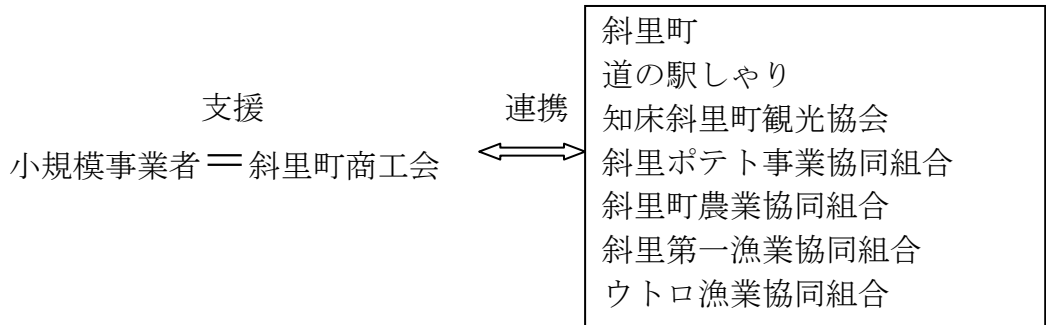 支援
小規模事業者＝斜里町商工会
連携
斜里町
道の駅しゃり
知床斜里町観光協会
斜里ポテト事業協同組合
斜里町農業協同組合
斜里第一漁業協同組合
ウトロ漁業協同組合